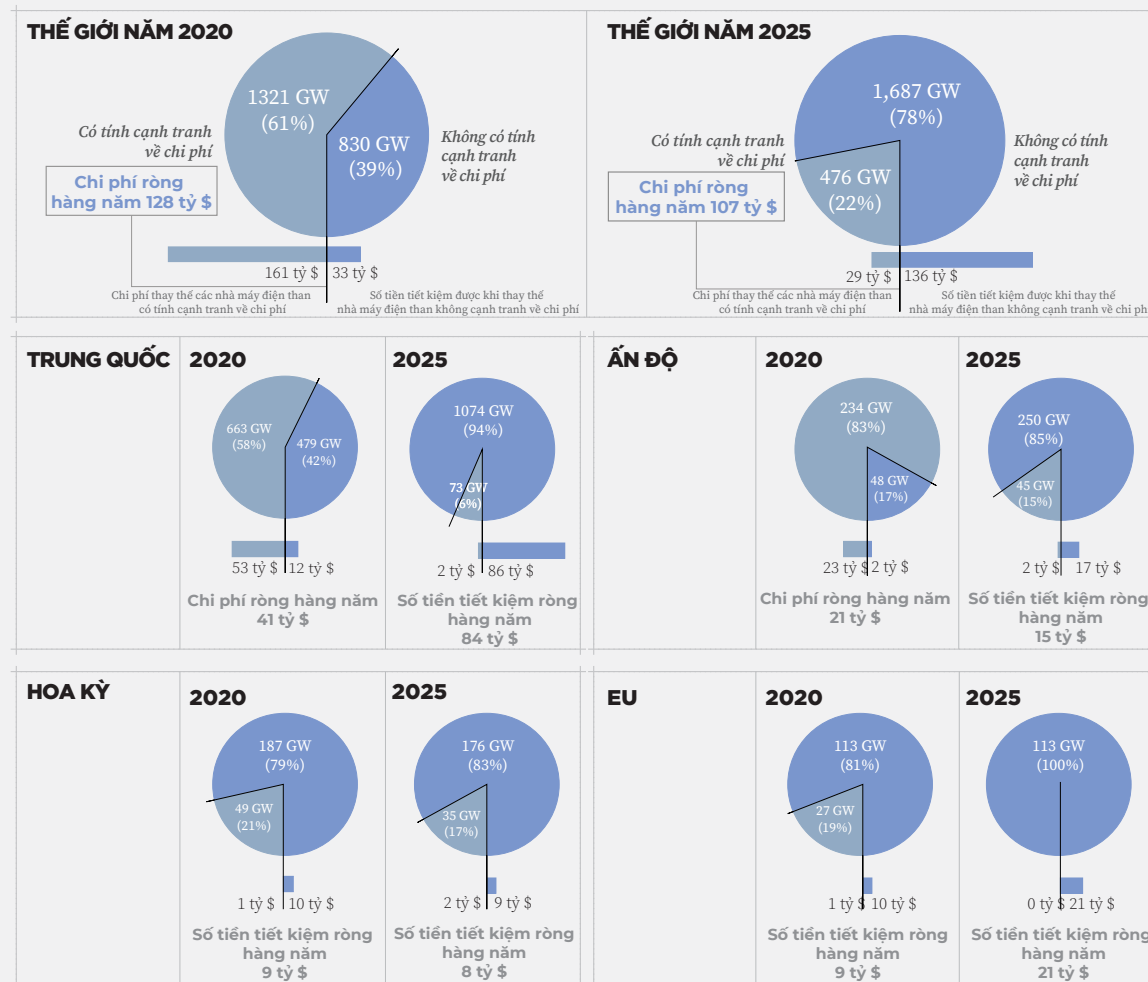 THẾ GIỚI NĂM 2020
1321 GW
(61%)
830 GW
(39%)
Có tính cạnh tranh
về chi phí
Không có tính
cạnh tranh
về chi phí
Chi phí ròng
hàng năm 128 tỷ $
161 tỷ $
33 tỷ $
Chi phí thay thế các nhà máy điện than
có tính cạnh tranh về chi phí
Số tiền tiết kiệm được khi thay thế
nhà máy điện than không cạnh tranh về chi phí
THẾ GIỚI NĂM 2025
1,687 GW
(78%)
476 GW
(22%)
Có tính cạnh tranh
về chi phí
Không có tính
cạnh tranh
về chi phí
Chi phí ròng
hàng năm 107 tỷ $
29 tỷ $
136 tỷ $
Chi phí thay thế các nhà máy điện than
có tính cạnh tranh về chi phí
Số tiền tiết kiệm được khi thay thế
nhà máy điện than không cạnh tranh về chi ph
TRUNG QUỐC
2020
663 GW
(58%)
479 GW
(42%)
53 tỷ $
12 tỷ $
Chi phí ròng hàng năm
41 tỷ $
2025
1074 GW
(94%)
73 GW
(6%)
2 tỷ $
86 tỷ $
Số tiền tiết kiệm ròng
hàng năm
84 tỷ $
ẤN ĐỘ
2020
234 GW
(83%)
48 GW
(17%)
23 tỷ $
2 tỷ $
Chi phí ròng hàng năm
21 tỷ $
2025
250 GW
(85%)
45 GW
(15%)
2 tỷ $
17 tỷ $
Số tiền tiết kiệm ròng
hàng năm
15 tỷ $
HOA KỲ
2020
187 GW
(79%)
49 GW
(21%)
1 tỷ $
10 tỷ $
Số tiền tiết kiệm ròng
hàng năm
9 tỷ $
2025
176 GW
(83%)
35 GW
(17%)
2 tỷ $
9 tỷ $
Số tiền tiết kiệm ròng
hàng năm
8 tỷ $
EU
2020
113 GW
(81%)
27 GW
(19%)
1 tỷ $
10 tỷ $
Số tiền tiết kiệm ròng
hàng năm
9 tỷ $
2025
113 GW
(100%)
0 tỷ $
21 tỷ $
Số tiền tiết kiệm ròng
hàng năm
21 tỷ $